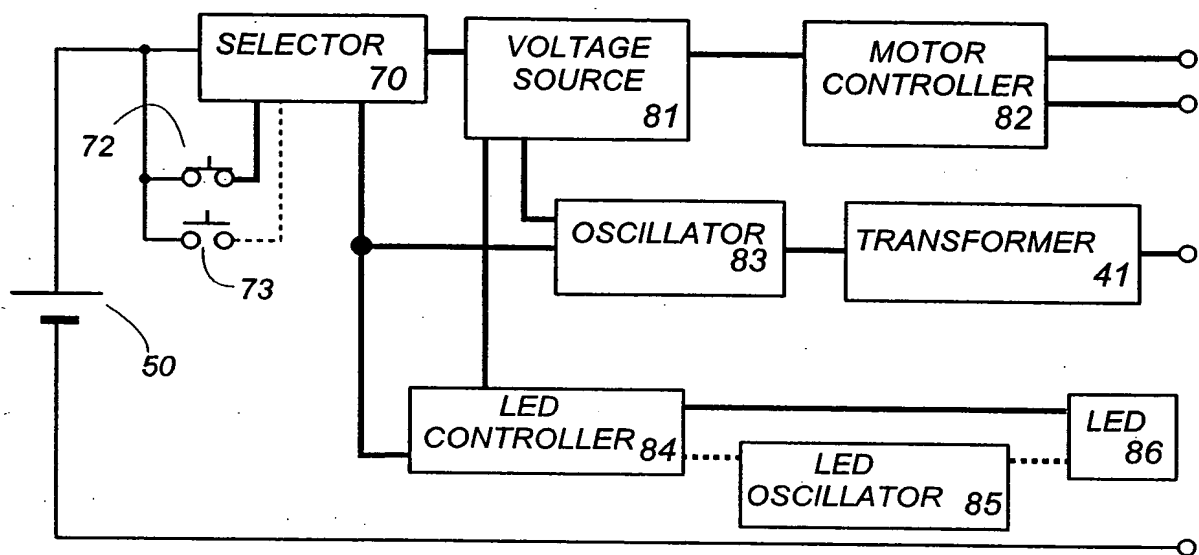 SELECTOR
70
VOLTAGE
SOURCE
81
MOTOR
CONTROLLER
82
72
73
50
OSCILLATOR
83
TRANSFORMER
41
LED
CONTROLLER
84
LED
OSCILLATOR
85
LED
86